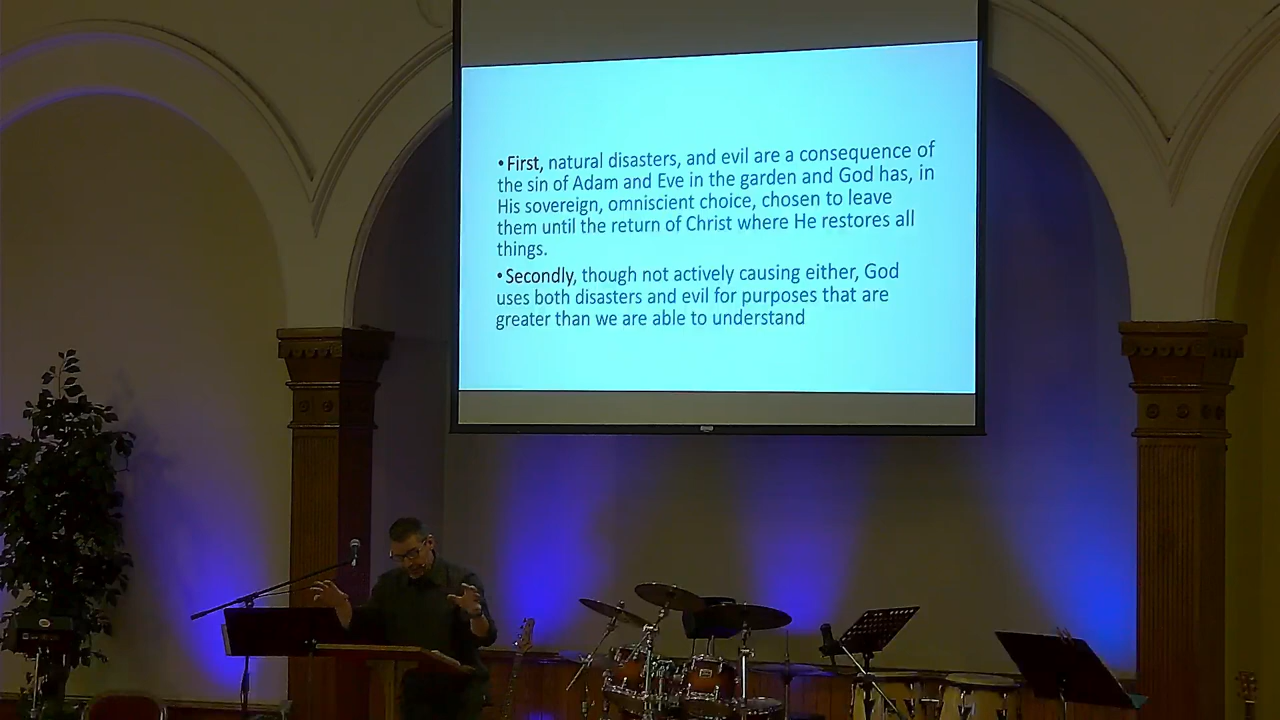 •First, natural disasters, and evil are a consequence of
the sin of Adam and Eve in the garden and God has, in
His sovereign, omniscient choice, chosen to leave
them until the return of Christ where He restores all
things.
•Secondly, though not actively causing either, God
uses both disasters and evil for purposes that are
greater than we are able to understand